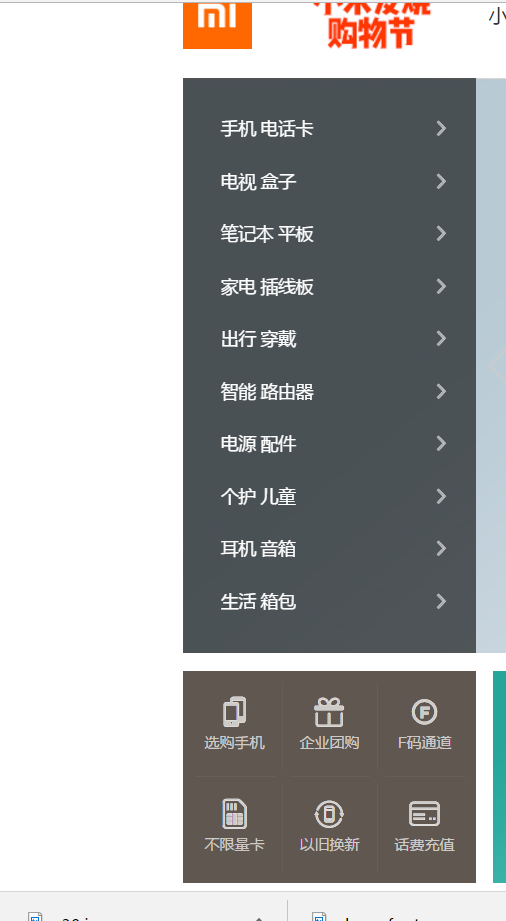 购物节
小
手机 电话卡
电视 盒子
笔记本 平板
家电 插线板
出行 穿戴
智能 路由器
电源 配件
个护 儿童
耳机 音箱
生活 箱包
选购手机
企业团购
F码通道
不限量卡
以旧换新
话费充值